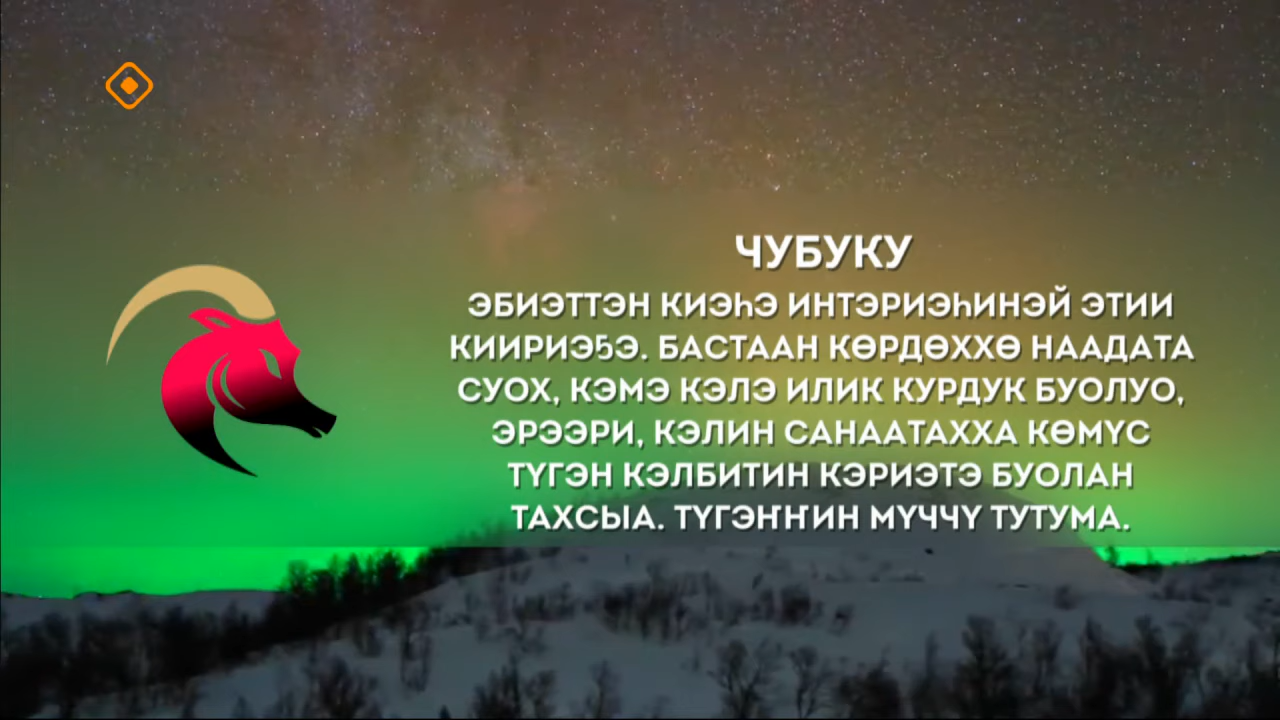 ЧУБУКУ
ЭБИЭТТЭН КИЭҺЭ ИНТЭРИЭҺИНЭЙ ЭТИИ
КИИРИЭҔЭ. БАСТААН КӨРДӨХХӨ НААДАТА
СУОХ, КЭМЭ КЭЛЭ ИЛИК КУРДУК БУОЛУО,
ЭРЭЭРИ, КЭЛИН САНААТАХХА КӨМҮС
ТҮГЭН КЭЛБИТИН КЭРИЭТЭ БУОЛАН
ТАХСЫА. ТҮГЭҤҤИН МҮЧЧҮ ТУТУМА.